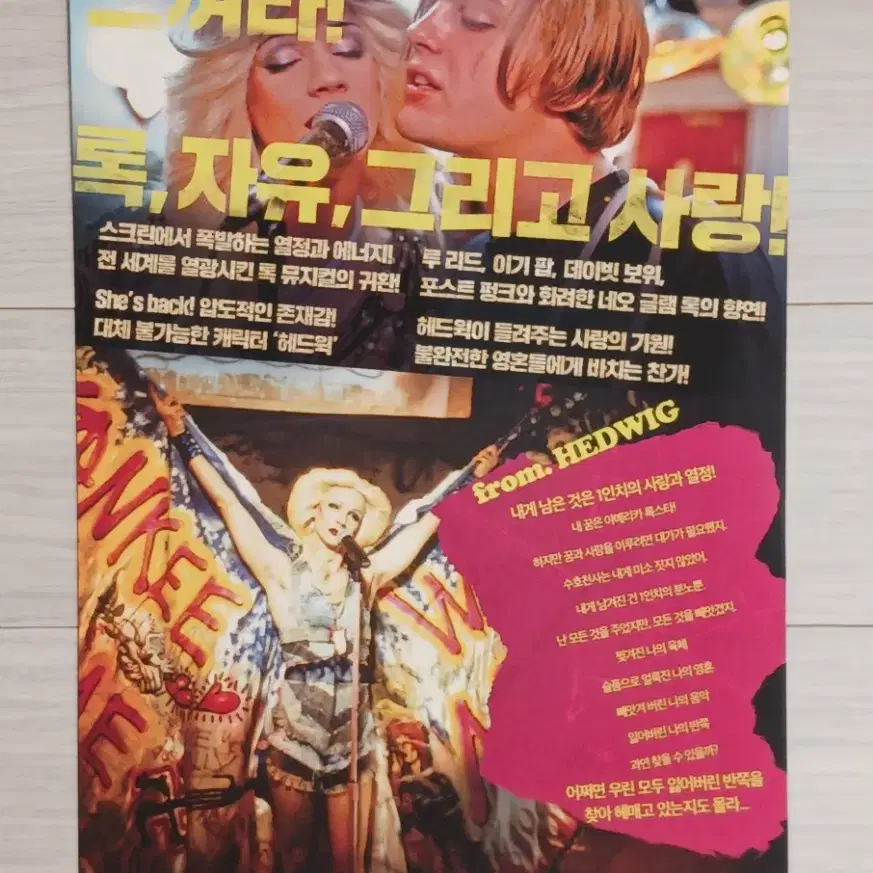 느껴라!
록, 자유, 그리고 사랑!
스크린에서 폭발하는 열정과 에너지!
전 세계를 열광시킨 록 뮤지컬의 귀환!
She's back! 압도적인 존재감!
대체 불가능한 캐릭터 '헤드윅'
루 리드, 이기 팝, 데이빗 보위,
포스트 펑크와 화려한 네오 글램 록의 향연!
헤드윅이 들려주는 사랑의 기원!
불완전한 영혼들에게 바치는 찬가!
YANKEE
from. HEDWIG
내게 남은 것은 1인치의 사랑과 열정!
내 꿈은 아메리카 록스타!
하지만 꿈과 사랑을 이루려면 대가가 필요했지.
수호천사는 내게 미소 짓지 않았어.
내게 남겨진 건 1인치의 분노뿐.
난 모든 것을 주었지만, 모든 것을 빼앗겼지.
찢겨진 나의 육체
슬픔으로 얼룩진 나의 영혼
빼앗겨 버린 나의 음악
잃어버린 나의 반쪽
과연 찾을 수 있을까?
어쩌면 우린 모두 잃어버린 반쪽을
찾아 헤매고 있는지도 몰라...